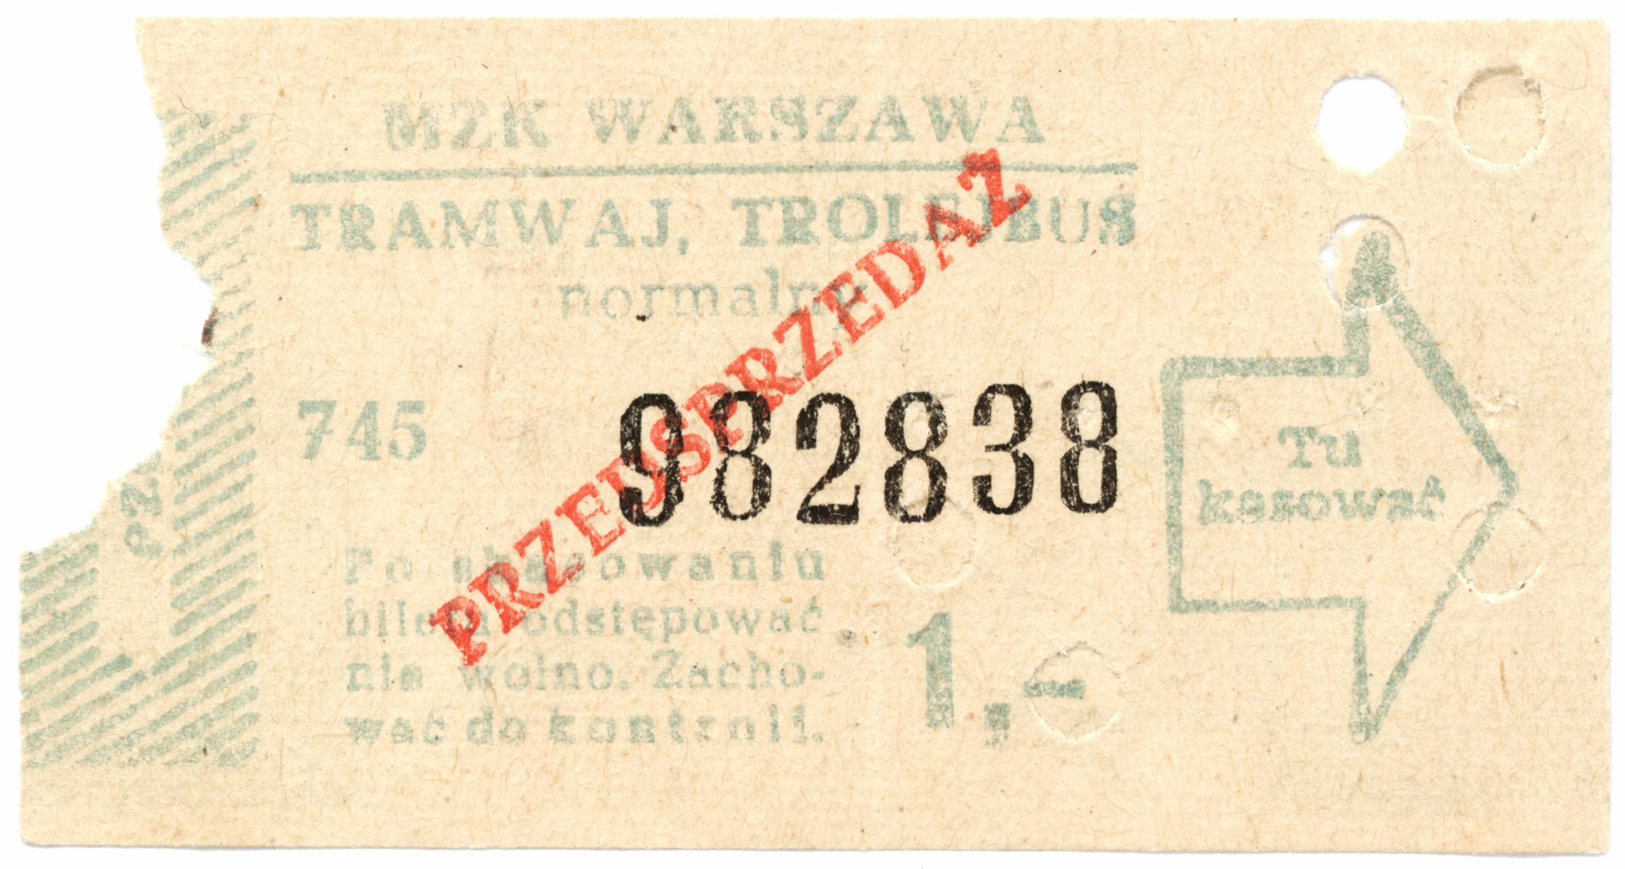 MZK WARSZAWA
TRAMWAJ, TROLEJBUS
normalny
PRZEDSPRZEDAŻ
745
982838
Tu
kasować
Po skasowaniu
biletu odstępować
nie wolno. Zacho-
wać do kontroli.
1,-